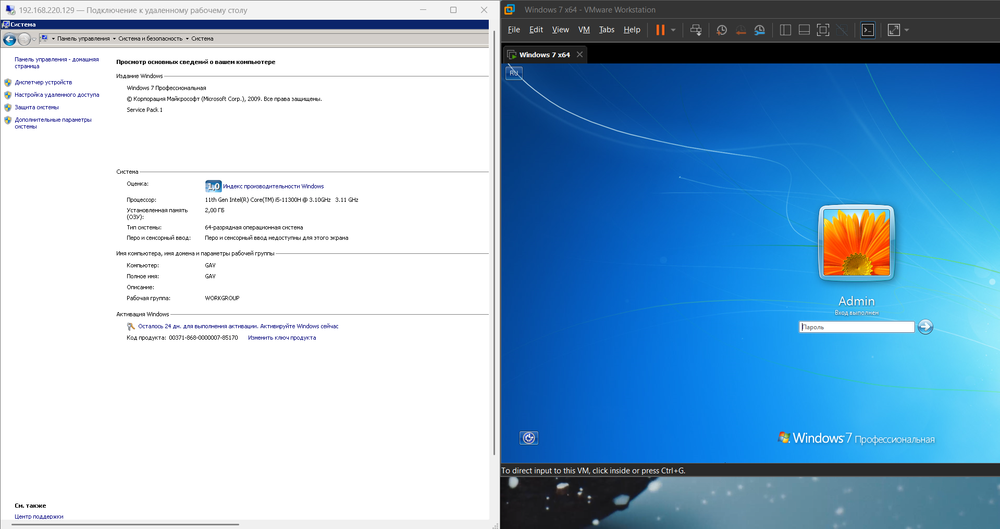 192.168.220.129 — Подключение к удаленному рабочему столу
Система
Панель управления
Система и безопасность
Система
Панель управления - домашняя
страница
Диспетчер устройств
Настройка удаленного доступа
Защита системы
Дополнительные параметры
системы
Просмотр основных сведений о вашем компьютере
Издание Windows
Windows 7 Профессиональная
© Корпорация Майкрософт (Microsoft Corp.), 2009. Все права защищены.
Service Pack 1
Система
Оценка:
1,0 Индекс производительности Windows
Процессор: 11th Gen Intel(R) Core(TM) i5-11300H @ 3.10GHz 3.11 GHz
Установленная память
(ОЗУ):
2,00 ГБ
Тип системы: 64-разрядная операционная система
Перо и сенсорный ввод: Перо и сенсорный ввод недоступны для этого экрана
Имя компьютера, имя домена и параметры рабочей группы
Компьютер: GAV
Полное имя: GAV
Описание:
Рабочая группа: WORKGROUP
Активация Windows
Осталось 24 дн. для выполнения активации. Активируйте Windows сейчас
Код продукта: 00371-868-0000007-85170 Изменить ключ продукта
См. также
Центр поддержки
Windows 7 x64 - VMware Workstation
File Edit View VM Tabs Help
Windows 7 x64
RU
Admin
Вход выполнен
Пароль
Windows 7 Профессиональная
To direct input to this VM, click inside or press Ctrl+G.